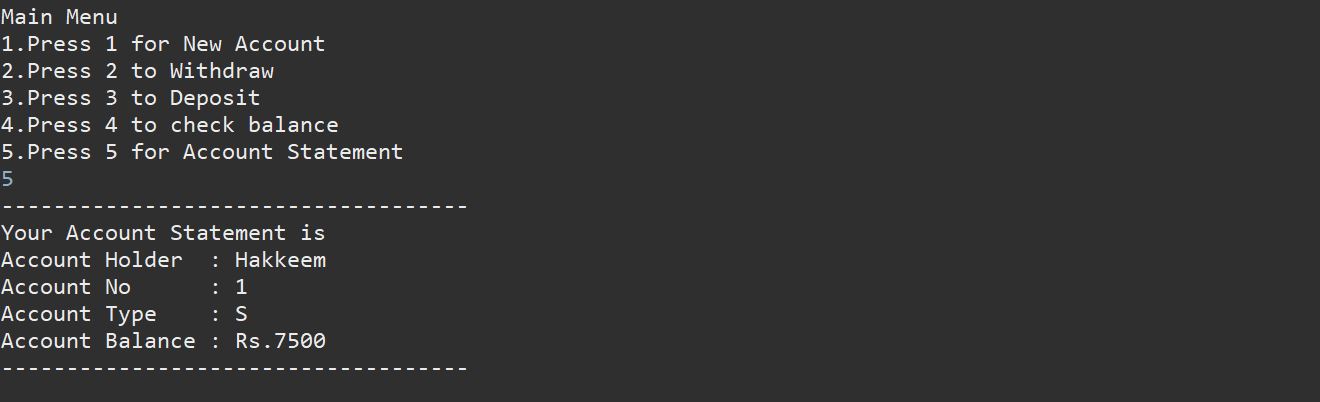 Main Menu
1.Press 1 for New Account
2.Press 2 to Withdraw
3.Press 3 to Deposit
4.Press 4 to check balance
5.Press 5 for Account Statement
5
------------------------------------
Your Account Statement is
Account Holder  : Hakkeem
Account No      : 1
Account Type    : S
Account Balance : Rs.7500
------------------------------------